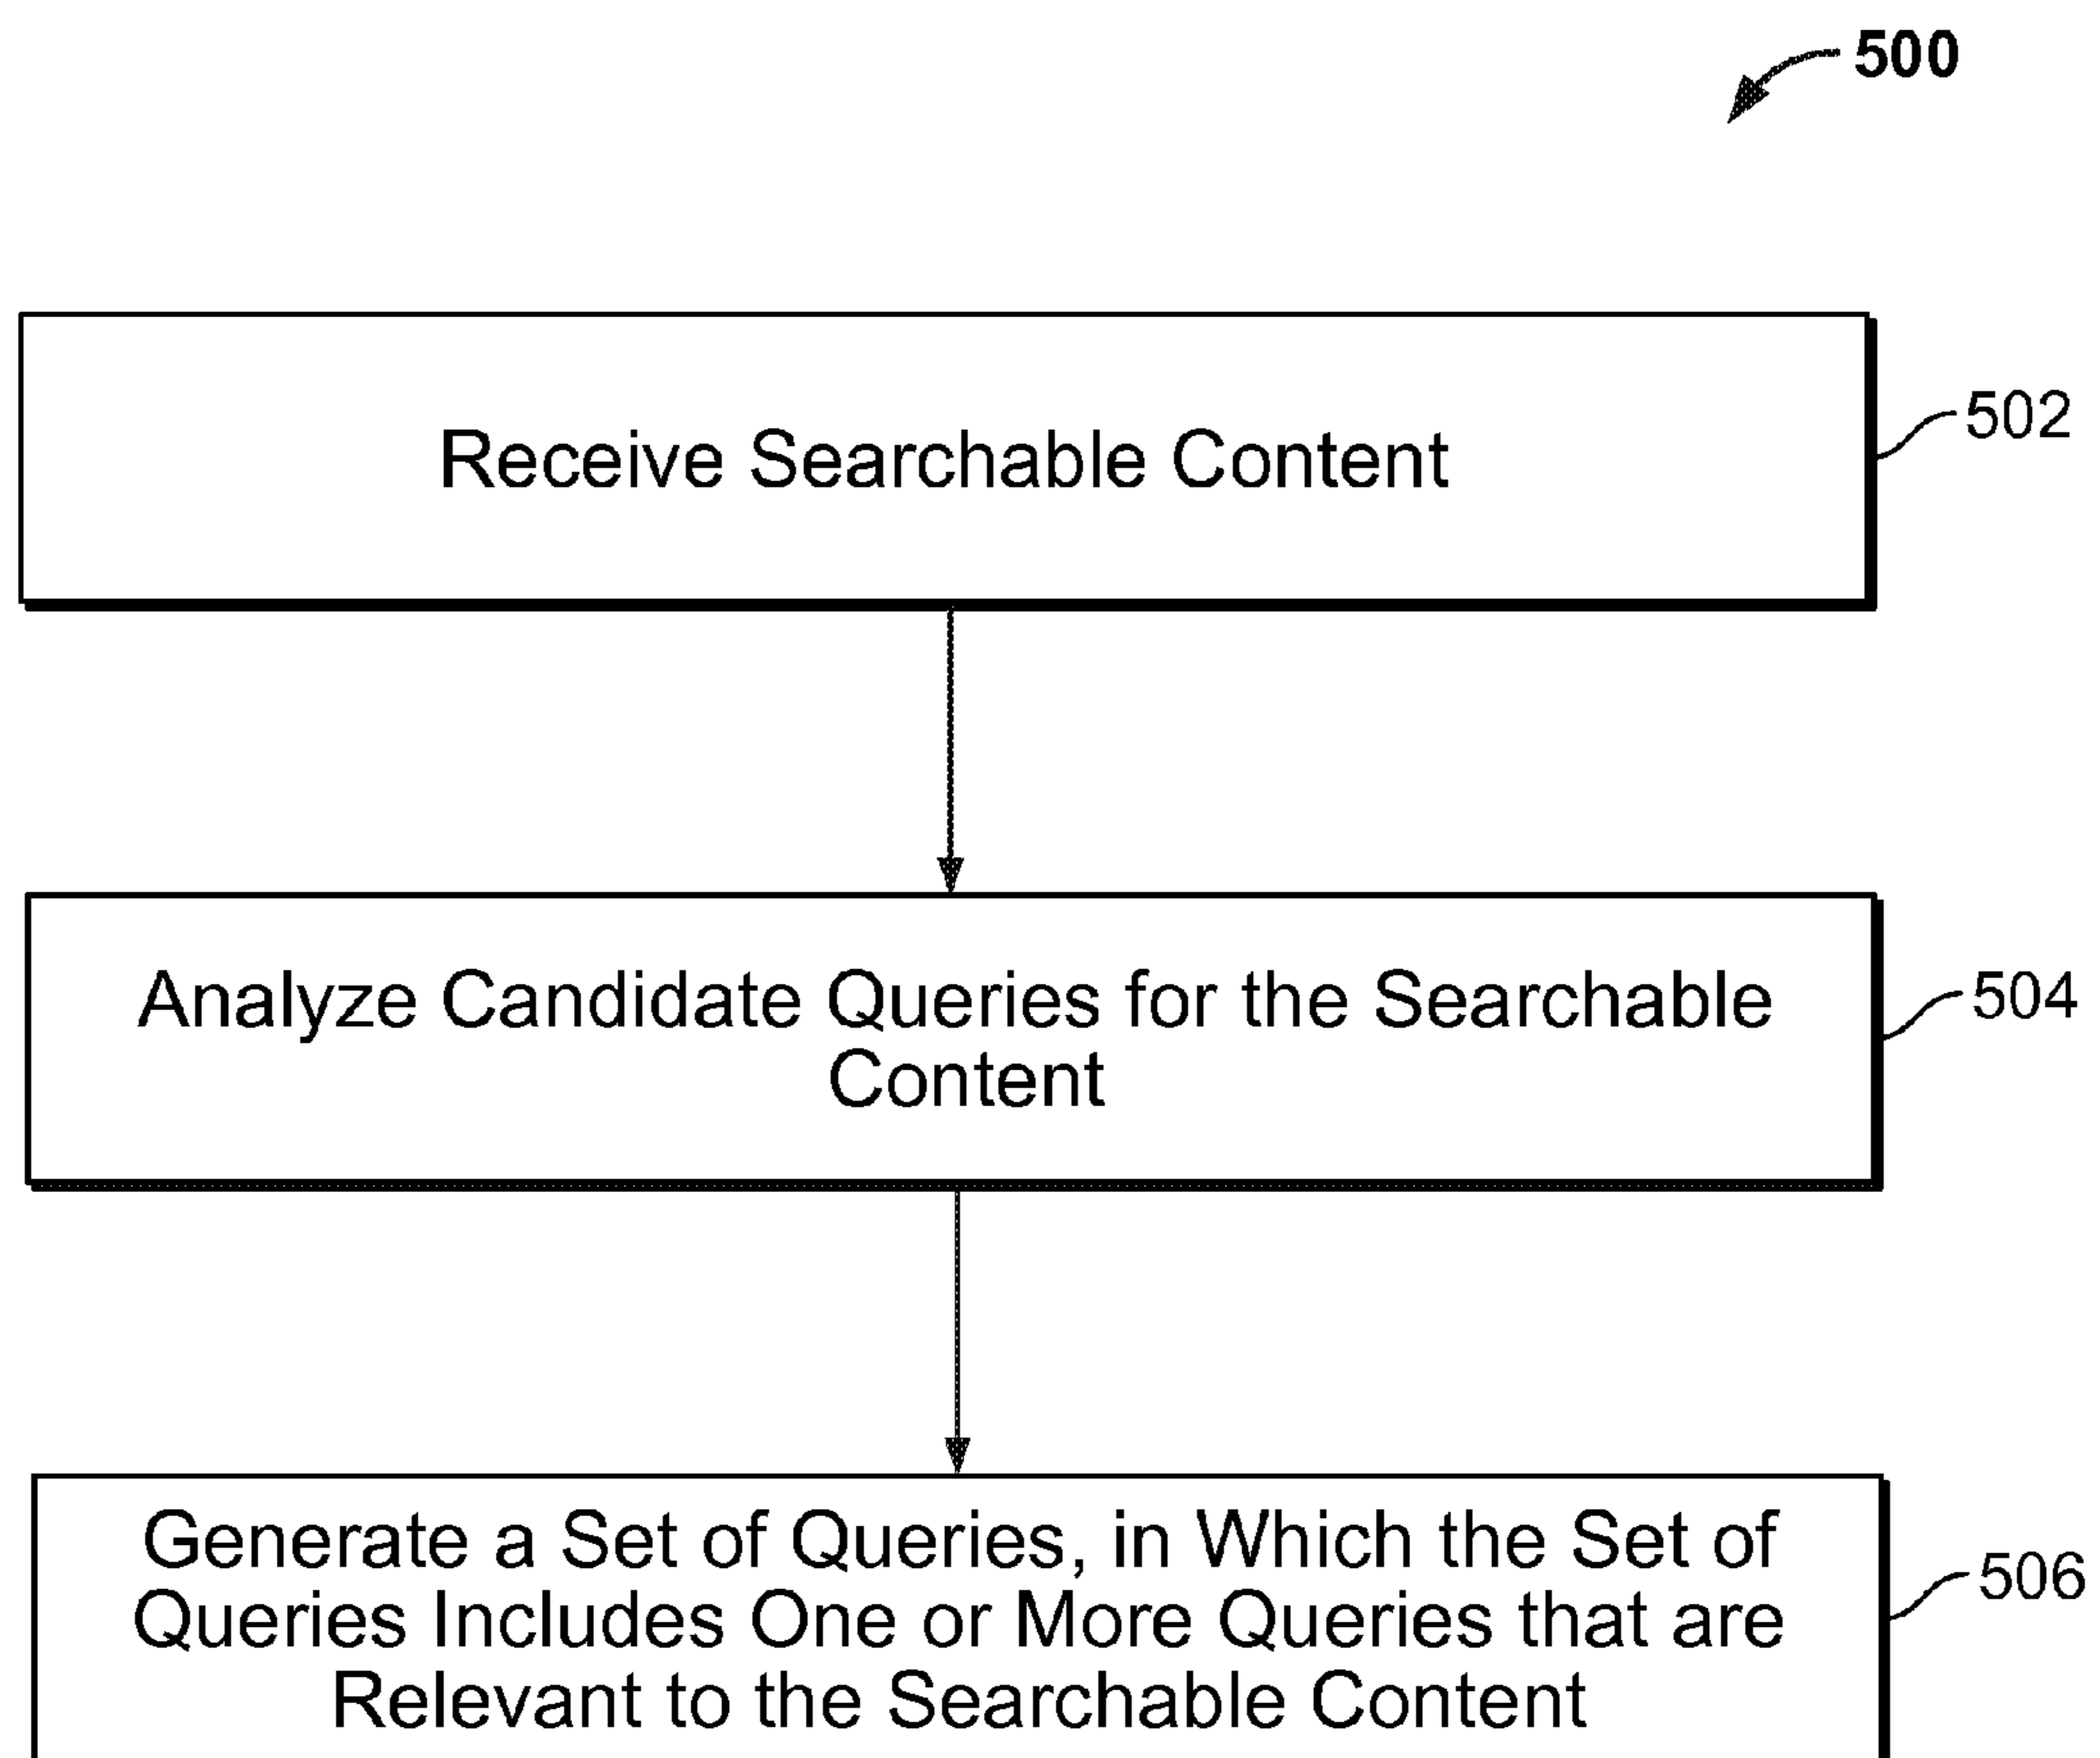 500
Receive Searchable Content
502
Analyze Candidate Queries for the Searchable
Content
504
Generate a Set of Queries, in Which the Set of
Queries Includes One or More Queries that are
Relevant to the Searchable Content
506